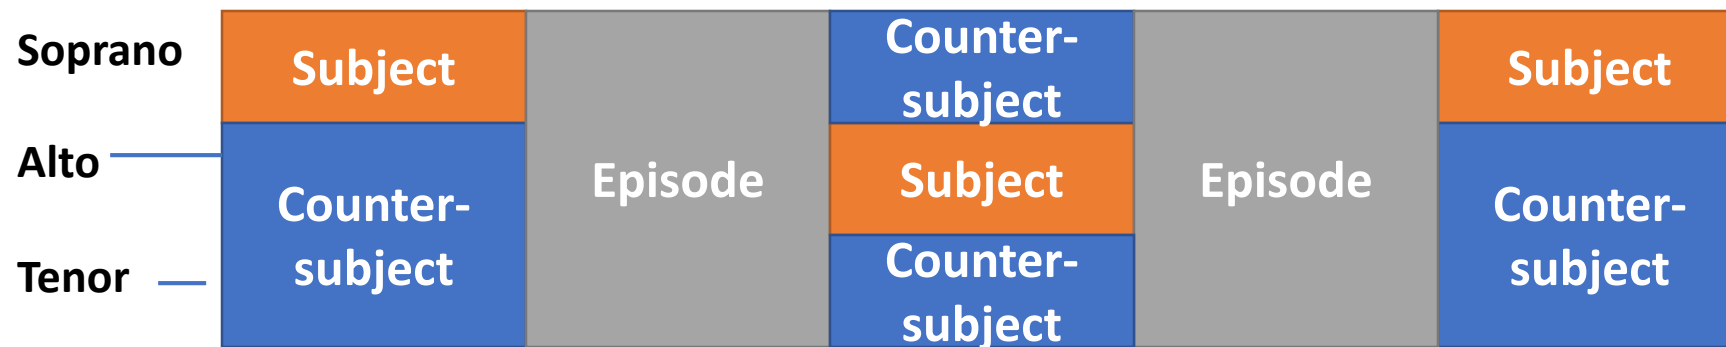 Soprano
Alto
Tenor
Subject
Counter-
subject
Episode
Counter-
subject
Subject
Counter-
subject
Episode
Subject
Counter-
subject